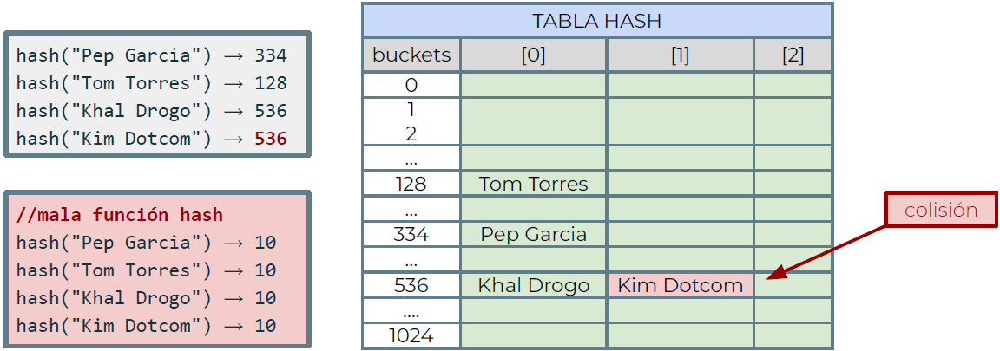 hash("Pep Garcia") → 334
hash("Tom Torres") → 128
hash("Khal Drogo") → 536
hash("Kim Dotcom") → 536
//mala función hash
hash("Pep Garcia") → 10
hash("Tom Torres") → 10
hash("Khal Drogo") → 10
hash("Kim Dotcom") → 10
TABLA HASH
buckets [0] [1] [2]
0
1
2
...
128 Tom Torres
...
334 Pep Garcia
...
536 Khal Drogo Kim Dotcom
....
1024
colisión